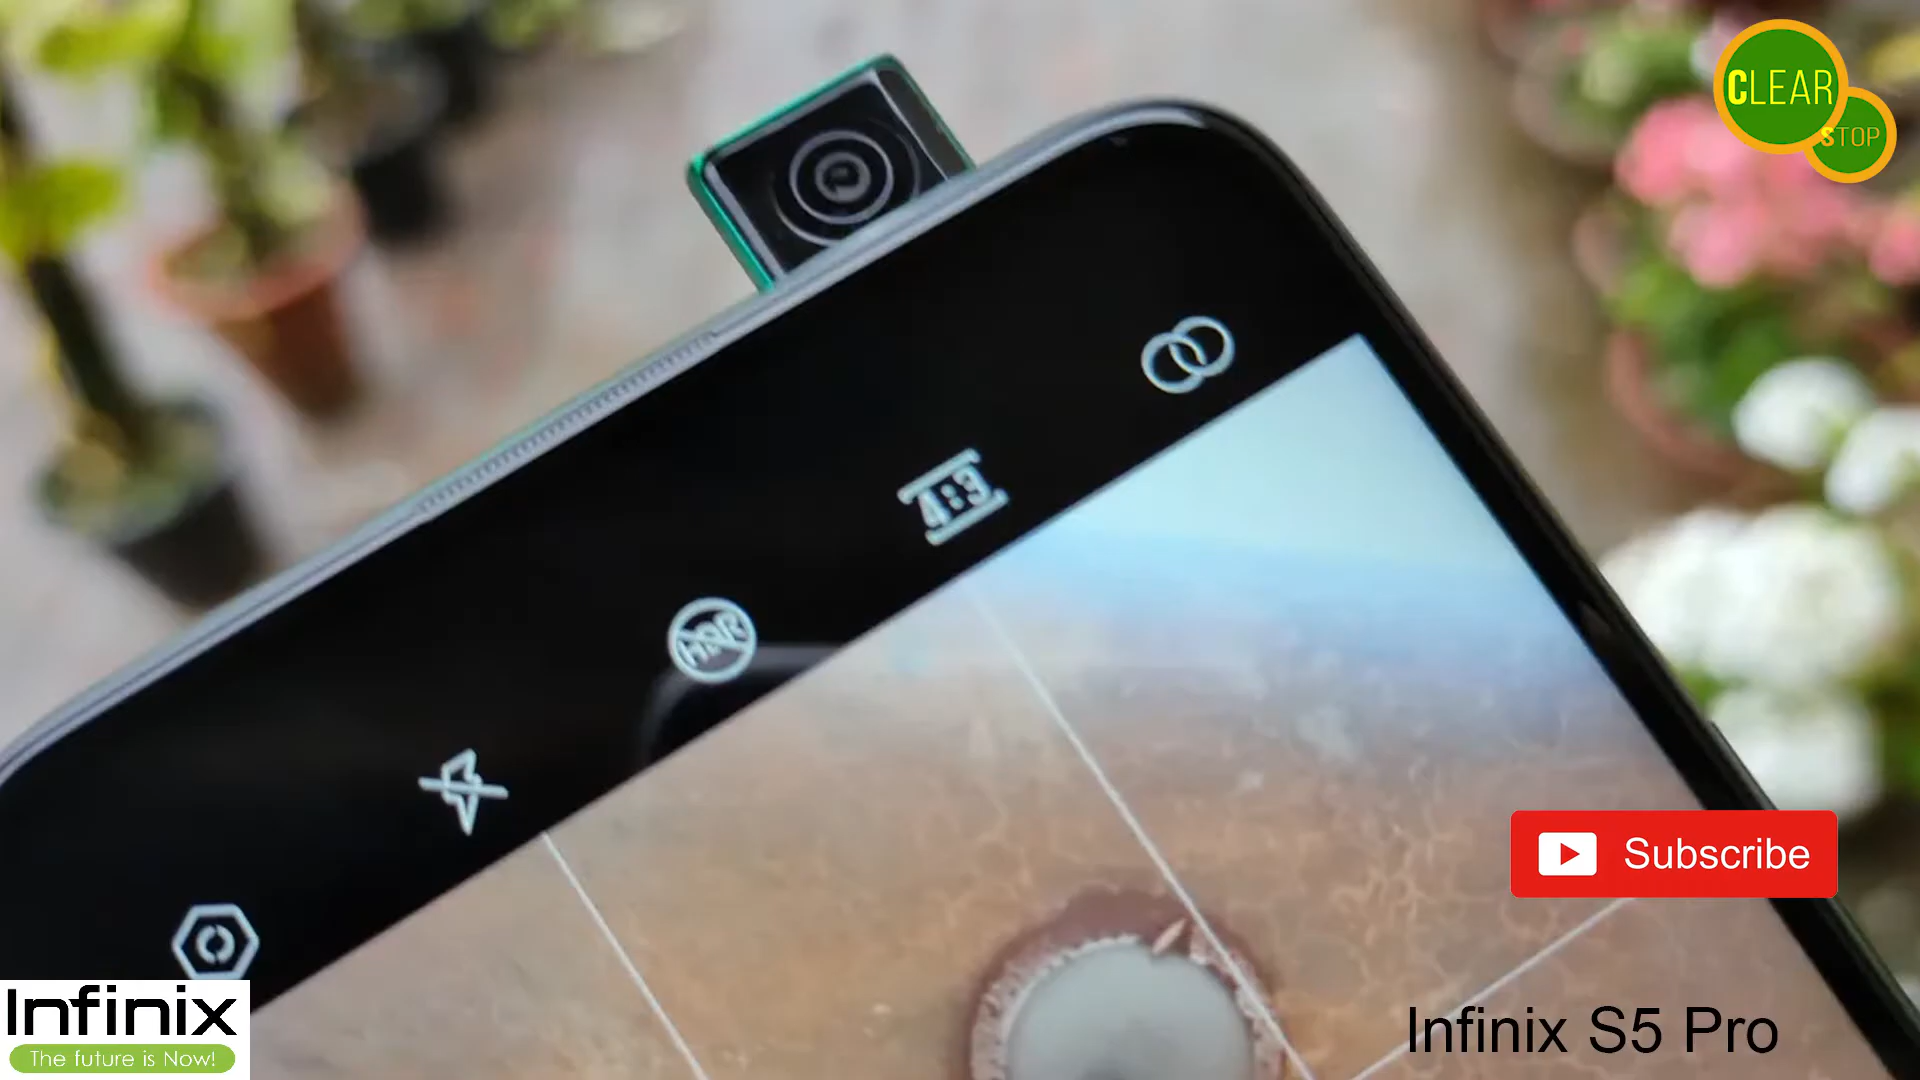 CLEAR
STOP
4:3
HDR
Subscribe
Infinix
The future is Now!
Infinix S5 Pro